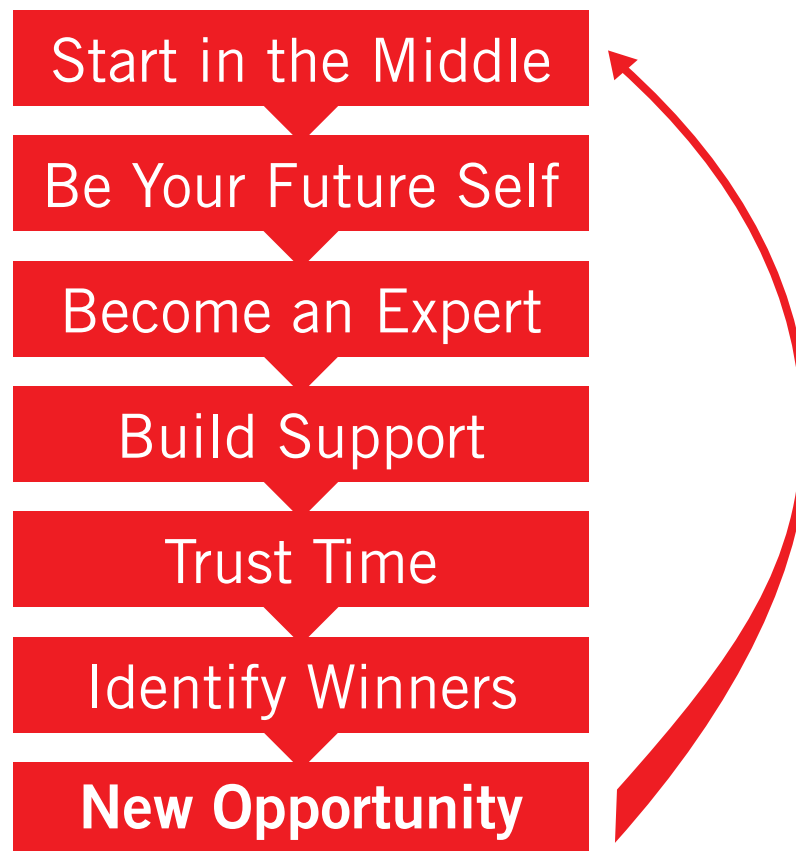 Start in the Middle
Be Your Future Self
Become an Expert
Build Support
Trust Time
Identify Winners
New Opportunity